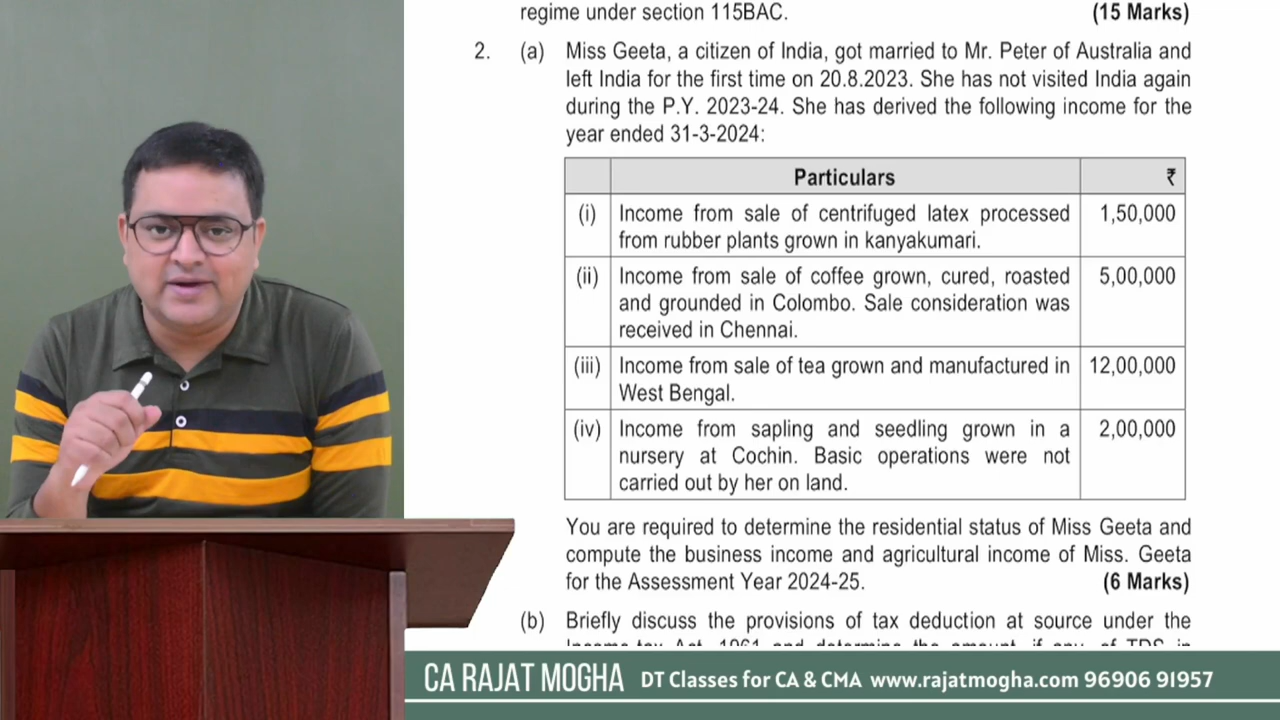 regime under section 115BAC. (15 Marks)
2. (a) Miss Geeta, a citizen of India, got married to Mr. Peter of Australia and
left India for the first time on 20.8.2023. She has not visited India again
during the P.Y. 2023-24. She has derived the following income for the
year ended 31-3-2024:
Particulars ₹
(i) Income from sale of centrifuged latex processed 1,50,000
from rubber plants grown in kanyakumari.
(ii) Income from sale of coffee grown, cured, roasted 5,00,000
and grounded in Colombo. Sale consideration was
received in Chennai.
(iii) Income from sale of tea grown and manufactured in 12,00,000
West Bengal.
(iv) Income from sapling and seedling grown in a 2,00,000
nursery at Cochin. Basic operations were not
carried out by her on land.
You are required to determine the residential status of Miss Geeta and
compute the business income and agricultural income of Miss. Geeta
for the Assessment Year 2024-25. (6 Marks)
(b) Briefly discuss the provisions of tax deduction at source under the
CA RAJAT MOGHA DT Classes for CA & CMA www.rajatmogha.com 96906 91957